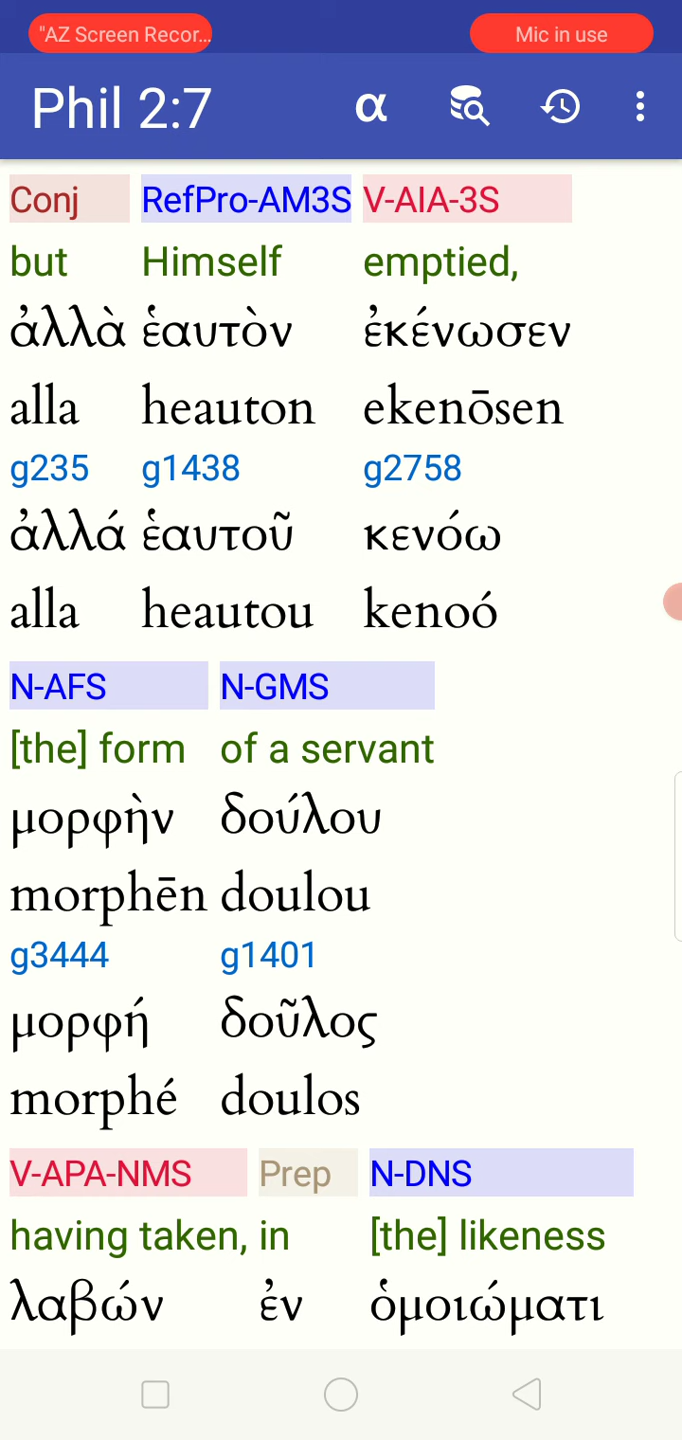 "AZ Screen Recor... Mic in use
Phil 2:7 α
Conj RefPro-AM3S V-AIA-3S
but Himself emptied,
ἀλλὰ ἑαυτὸν ἐκένωσεν
alla heauton ekenōsen
g235 g1438 g2758
ἀλλά ἑαυτοῦ κενόω
alla heautou kenoó
N-AFS N-GMS
[the] form of a servant
μορφὴν δούλου
morphēn doulou
g3444 g1401
μορφή δοῦλος
morphé doulos
V-APA-NMS Prep N-DNS
having taken, in [the] likeness
λαβών ἐν ὁμοιώματι